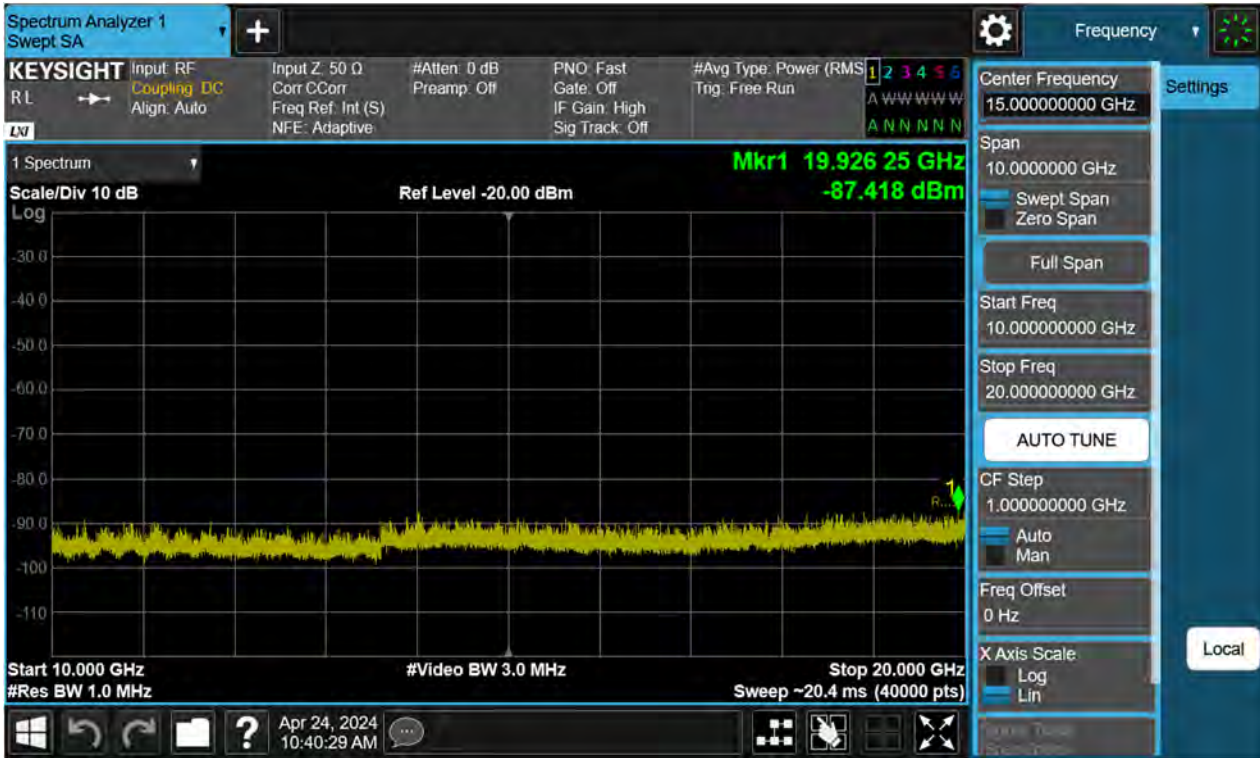 Spectrum Analyzer 1
Swept SA
Frequency
KEYSIGHT
RL
LXI
Input: RF
Coupling: DC
Align: Auto
Input Z: 50 Ω
Corr CCorr
Freq Ref: Int (S)
NFE: Adaptive
#Atten: 0 dB
Preamp: Off
PNO: Fast
Gate: Off
IF Gain: High
Sig Track: Off
#Avg Type: Power (RMS
Trig: Free Run
1 2 3 4 5 6
A W W W W W
A N N N N N
1 Spectrum
Scale/Div 10 dB
Ref Level -20.00 dBm
Mkr1 19.926 25 GHz
-87.418 dBm
Log
-30.0
-40.0
-50.0
-60.0
-70.0
-80.0
-90.0
-100
-110
1
R...
Start 10.000 GHz
#Res BW 1.0 MHz
#Video BW 3.0 MHz
Stop 20.000 GHz
Sweep ~20.4 ms (40000 pts)
Apr 24, 2024
10:40:29 AM
Center Frequency
15.000000000 GHz
Span
10.0000000 GHz
Swept Span
Zero Span
Full Span
Start Freq
10.000000000 GHz
Stop Freq
20.000000000 GHz
AUTO TUNE
CF Step
1.000000000 GHz
Auto
Man
Freq Offset
0 Hz
X Axis Scale
Log
Lin
Settings
Local